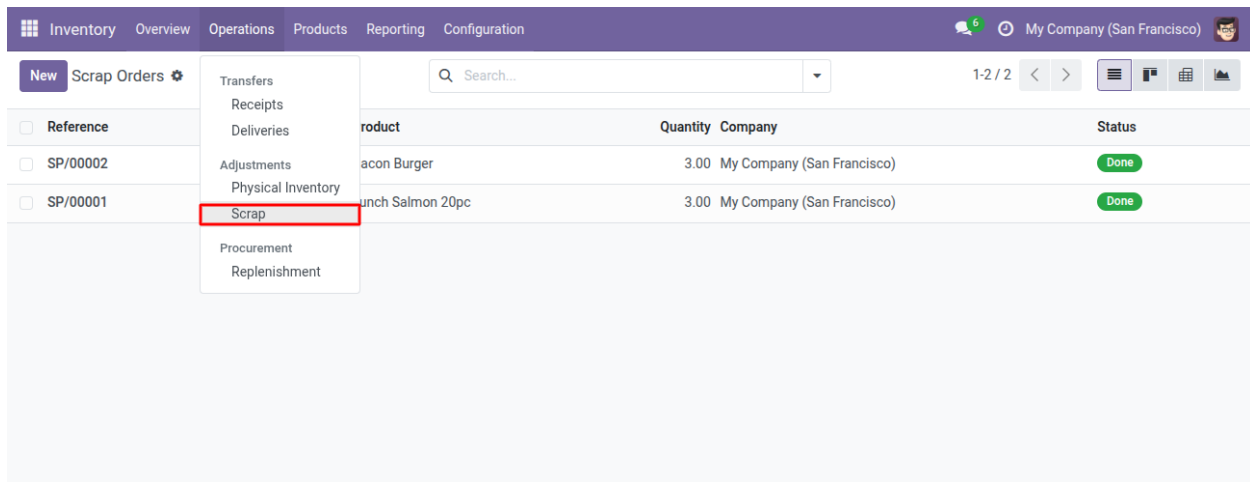 Inventory Overview Operations Products Reporting Configuration 6 My Company (San Francisco)
New Scrap Orders Search... 1-2 / 2
Transfers
Receipts
Deliveries
Adjustments
Physical Inventory
Scrap
Procurement
Replenishment
Reference roduct Quantity Company Status
SP/00002 acon Burger 3.00 My Company (San Francisco) Done
SP/00001 unch Salmon 20pc 3.00 My Company (San Francisco) Done